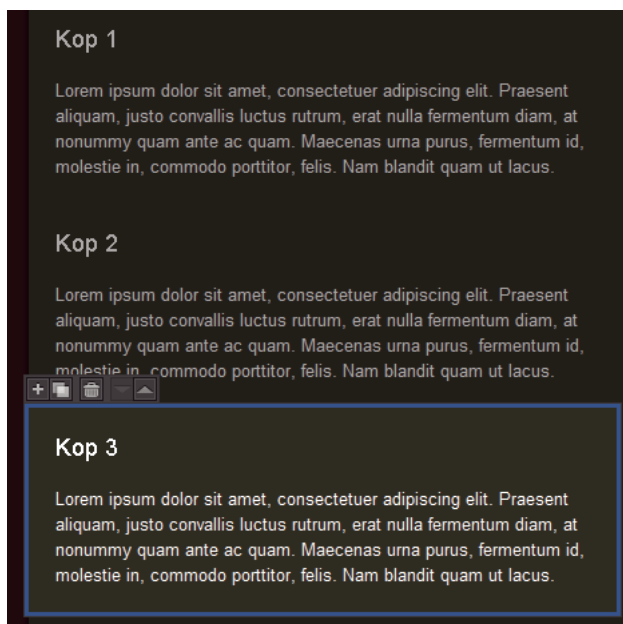 Kop 1
Lorem ipsum dolor sit amet, consectetuer adipiscing elit. Praesent
aliquam, justo convallis luctus rutrum, erat nulla fermentum diam, at
nonummy quam ante ac quam. Maecenas urna purus, fermentum id,
molestie in, commodo porttitor, felis. Nam blandit quam ut lacus.
Kop 2
Lorem ipsum dolor sit amet, consectetuer adipiscing elit. Praesent
aliquam, justo convallis luctus rutrum, erat nulla fermentum diam, at
nonummy quam ante ac quam. Maecenas urna purus, fermentum id,
molestie in, commodo porttitor, felis. Nam blandit quam ut lacus.
Kop 3
Lorem ipsum dolor sit amet, consectetuer adipiscing elit. Praesent
aliquam, justo convallis luctus rutrum, erat nulla fermentum diam, at
nonummy quam ante ac quam. Maecenas urna purus, fermentum id,
molestie in, commodo porttitor, felis. Nam blandit quam ut lacus.